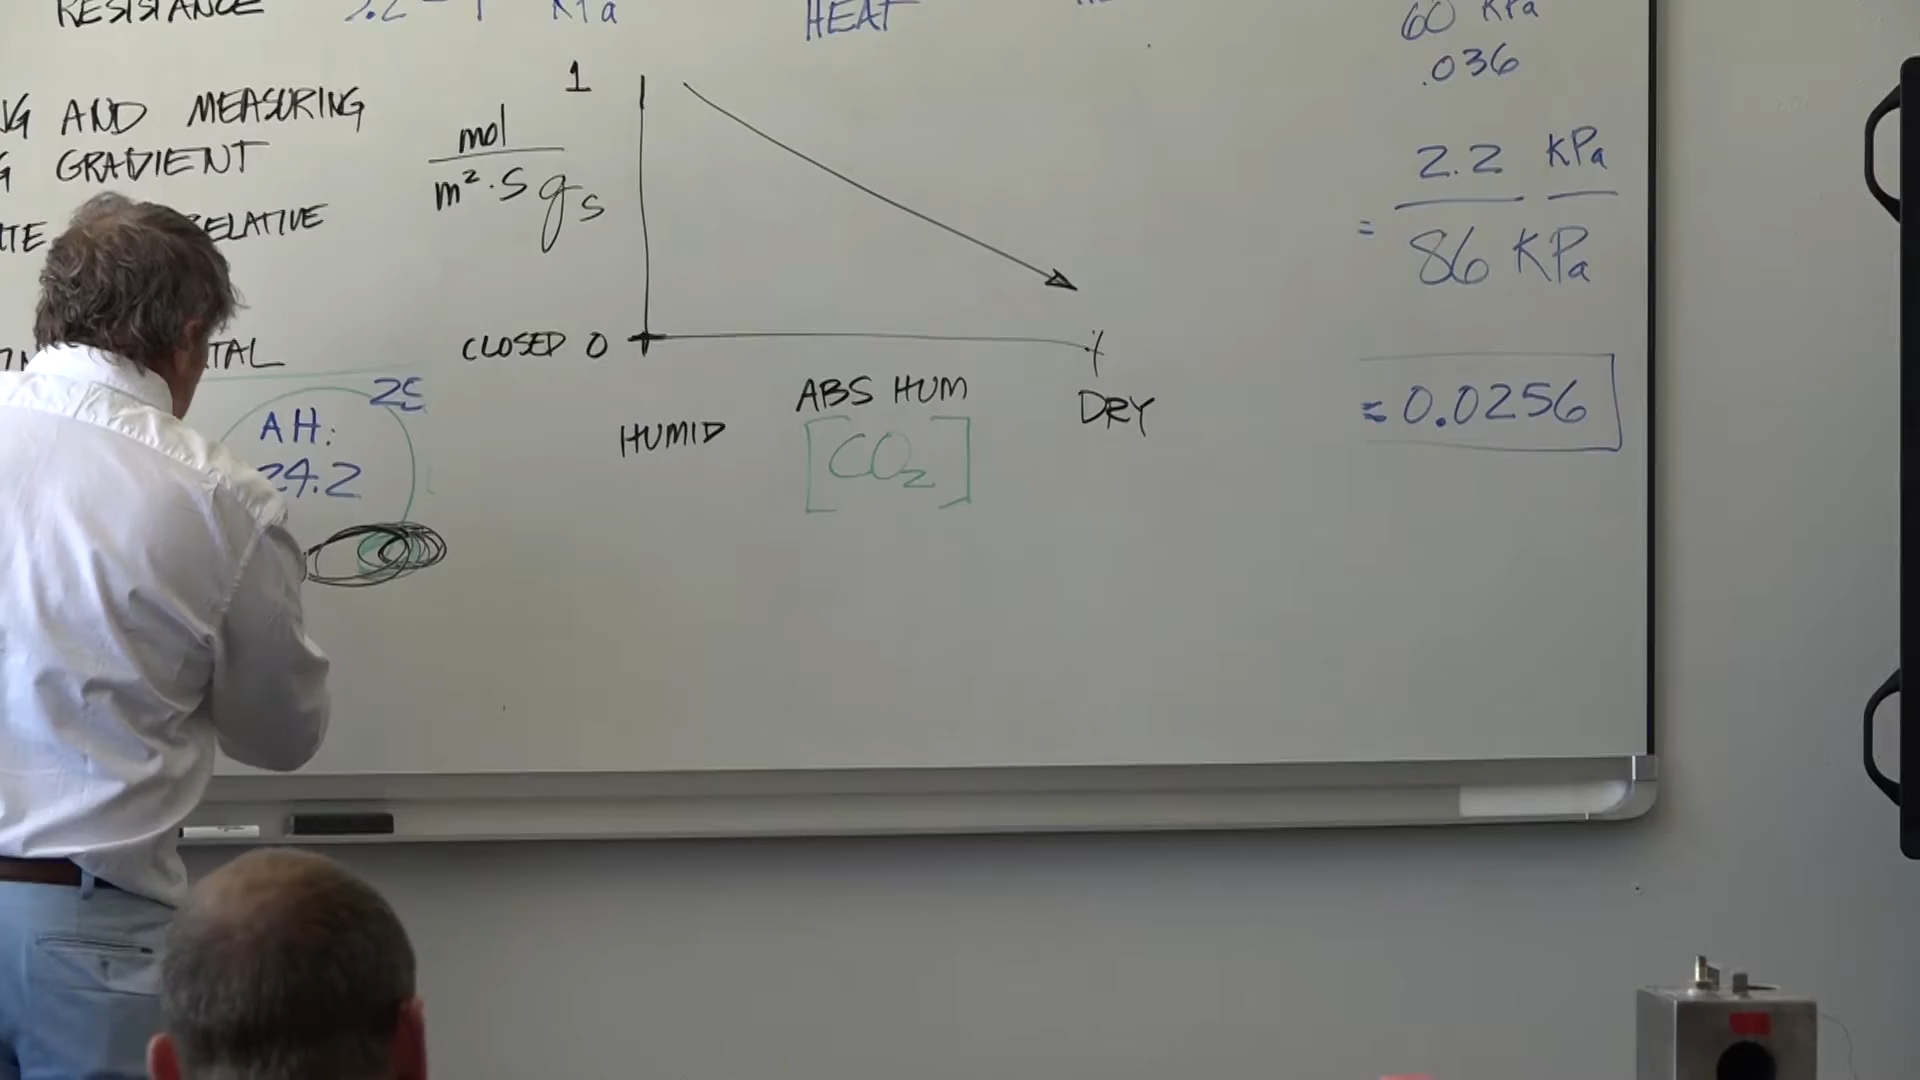 RESISTANCE
KPa
HEAT
60 KPa
.036
AND MEASURING
GRADIENT
RELATIVE
1
mol
m²·S gs
CLOSED 0
HUMID
ABS HUM
[CO₂]
DRY
2.2 KPa
=
86 KPa
= 0.0256
AH:
24.2